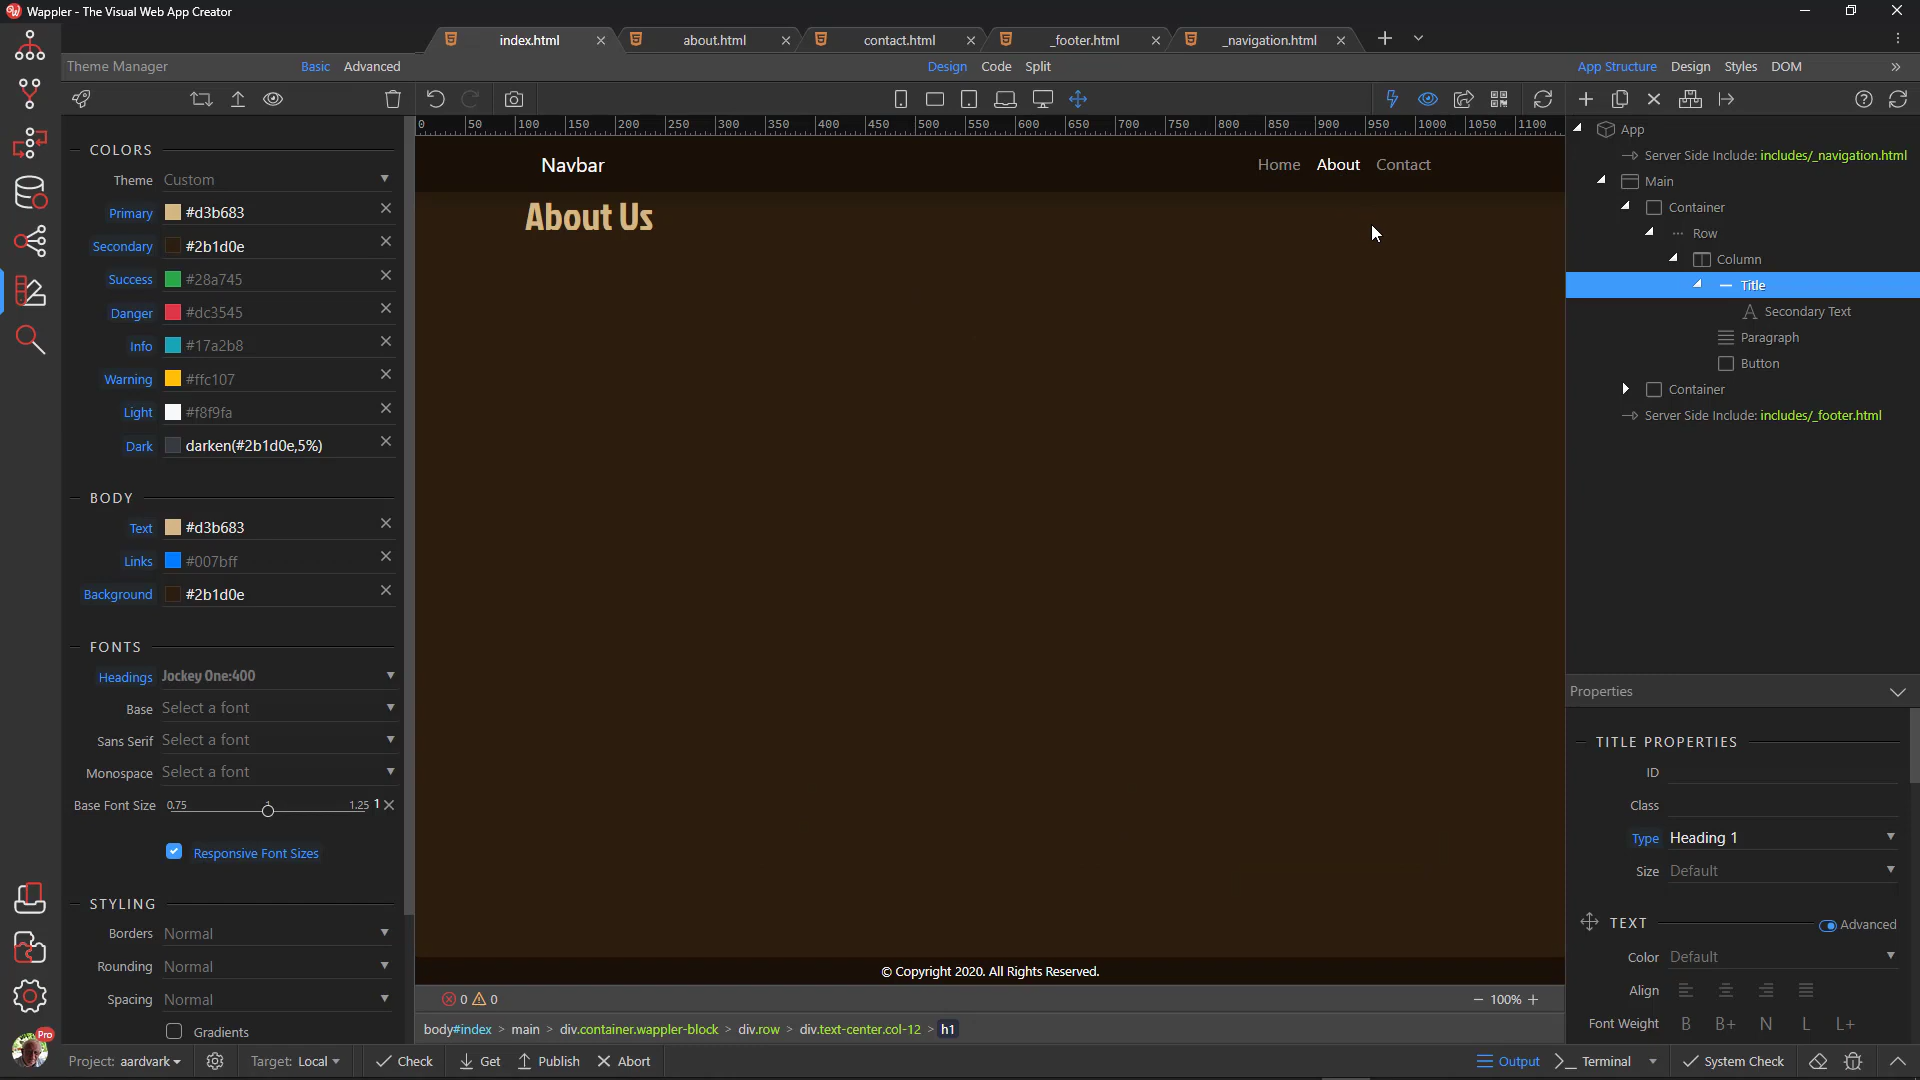 Wappler - The Visual Web App Creator
index.html
about.html
contact.html
_footer.html
_navigation.html
Theme Manager
Basic
Advanced
Design
Code
Split
App Structure
Design
Styles
DOM
0 50 100 150 200 250 300 350 400 450 500 550 600 650 700 750 800 850 900 950 1000 1050 1100
COLORS
Theme Custom
Primary #d3b683
Secondary #2b1d0e
Success #28a745
Danger #dc3545
Info #17a2b8
Warning #ffc107
Light #f8f9fa
Dark darken(#2b1d0e,5%)
BODY
Text #d3b683
Links #007bff
Background #2b1d0e
FONTS
Headings Jockey One:400
Base Select a font
Sans Serif Select a font
Monospace Select a font
Base Font Size 0.75 1 1.25 1
Responsive Font Sizes
STYLING
Borders Normal
Rounding Normal
Spacing Normal
Gradients
Navbar
Home About Contact
About Us
© Copyright 2020. All Rights Reserved.
0 0
100%
body#index > main > div.container.wappler-block > div.row > div.text-center.col-12 > h1
App
Server Side Include: includes/_navigation.html
Main
Container
Row
Column
Title
Secondary Text
Paragraph
Button
Container
Server Side Include: includes/_footer.html
Properties
TITLE PROPERTIES
ID
Class
Type Heading 1
Size Default
TEXT
Advanced
Color Default
Align
Font Weight B B+ N L L+
Pro
Project: aardvark
Target: Local
Check
Get
Publish
Abort
Output
Terminal
System Check